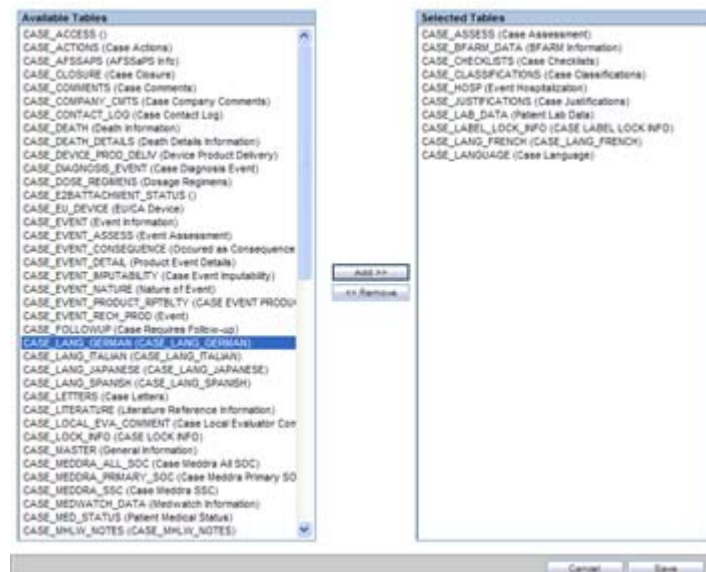 Available Tables
CASE_ACCESS ()
CASE_ACTIONS (Case Actions)
CASE_AFSSAPS (AFSSaPS Info)
CASE_CLOSURE (Case Closure)
CASE_COMMENTS (Case Comments)
CASE_COMPANY_CMTS (Case Company Comments)
CASE_CONTACT_LOG (Case Contact Log)
CASE_DEATH (Death Information)
CASE_DEATH_DETAILS (Death Details Information)
CASE_DEVICE_PROD_DELIV (Device Product Delivery)
CASE_DIAGNOSIS_EVENT (Case Diagnosis Event)
CASE_DOSE_REGIMENS (Dosage Regimens)
CASE_E2BATTACHMENT_STATUS ()
CASE_EU_DEVICE (EU/CA Device)
CASE_EVENT (Event Information)
CASE_EVENT_ASSESS (Event Assessment)
CASE_EVENT_CONSEQUENCE (Occured as Consequence
CASE_EVENT_DETAIL (Product Event Details)
CASE_EVENT_IMPUTABILITY (Case Event Imputability)
CASE_EVENT_NATURE (Nature of Event)
CASE_EVENT_PRODUCT_RPTBLTY (CASE EVENT PRODU
CASE_EVENT_RECH_PROD (Event)
CASE_FOLLOWUP (Case Requires Follow-up)
CASE_LANG_GERMAN (CASE_LANG_GERMAN)
CASE_LANG_ITALIAN (CASE_LANG_ITALIAN)
CASE_LANG_JAPANESE (CASE_LANG_JAPANESE)
CASE_LANG_SPANISH (CASE_LANG_SPANISH)
CASE_LETTERS (Case Letters)
CASE_LITERATURE (Literature Reference Information)
CASE_LOCAL_EVA_COMMENT (Case Local Evaluator Com
CASE_LOCK_INFO (CASE LOCK INFO)
CASE_MASTER (General Information)
CASE_MEDDRA_ALL_SOC (Case Meddra All SOC)
CASE_MEDDRA_PRIMARY_SOC (Case Meddra Primary SO
CASE_MEDDRA_SSC (Case Meddra SSC)
CASE_MEDWATCH_DATA (Medwatch Information)
CASE_MED_STATUS (Patient Medical Status)
CASE_MHLW_NOTES (CASE_MHLW_NOTES)
Add >>
<< Remove
Selected Tables
CASE_ASSESS (Case Assessment)
CASE_BFARM_DATA (BFARM Information)
CASE_CHECKLISTS (Case Checklists)
CASE_CLASSIFICATIONS (Case Classifications)
CASE_HOSP (Event Hospitalization)
CASE_JUSTIFICATIONS (Case Justifications)
CASE_LAB_DATA (Patient Lab Data)
CASE_LABEL_LOCK_INFO (CASE LABEL LOCK INFO)
CASE_LANG_FRENCH (CASE_LANG_FRENCH)
CASE_LANGUAGE (Case Language)
Cancel
Save